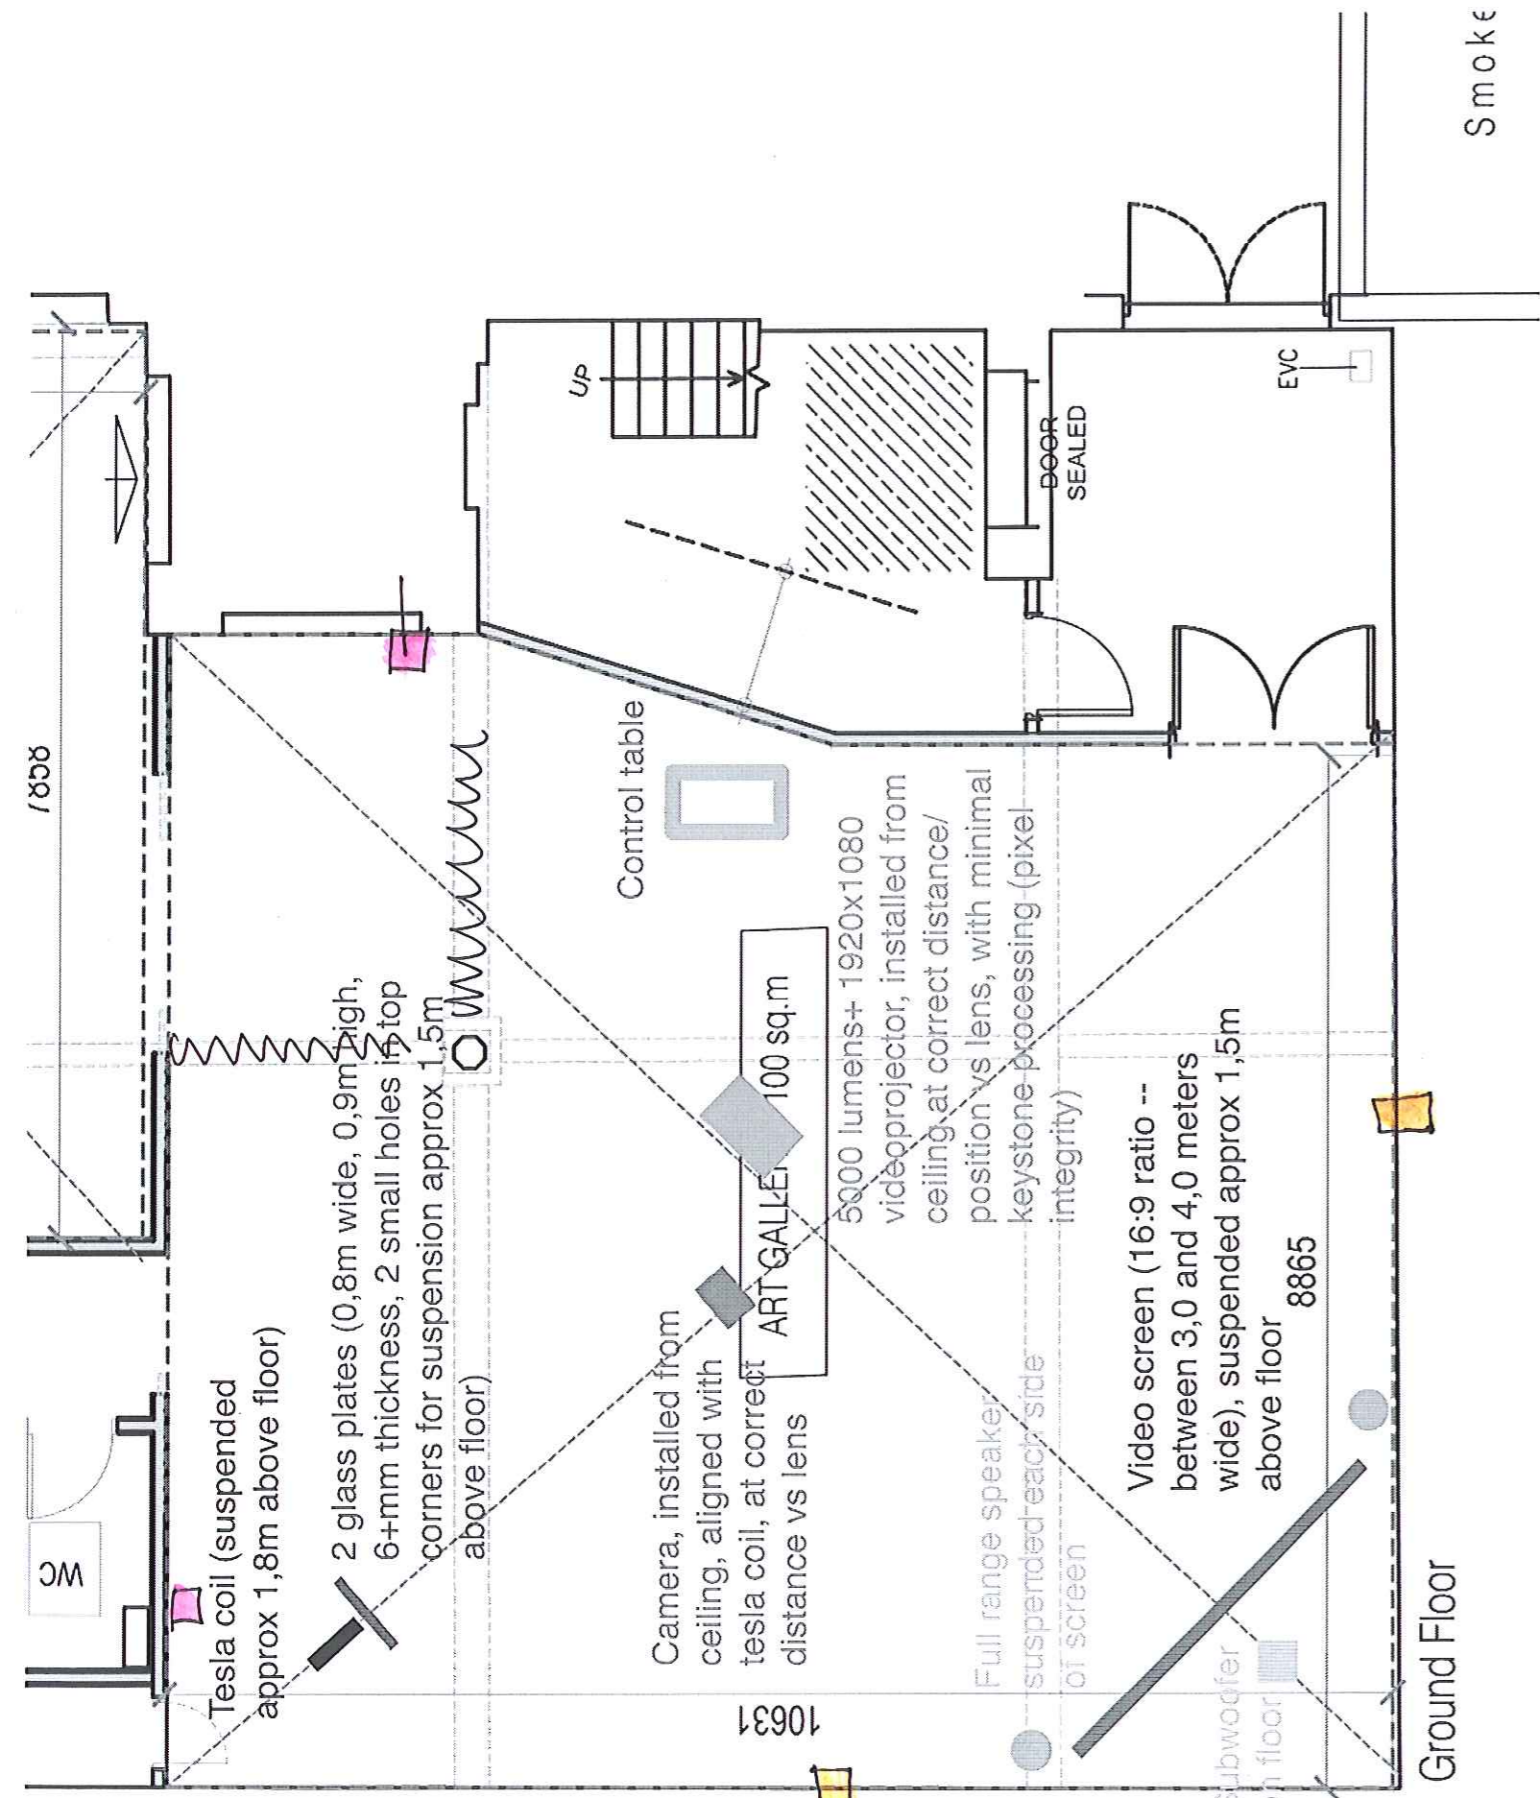 Smoke
UP
EVC
DOOR
SEALED
7858
Control table
5000 lumens+ 1920x1080
videoprojector, installed from
ceiling at correct distance/
position vs lens, with minimal
keystone processing (pixel
integrity)
2 glass plates (0,8m wide, 0,9m high,
6+mm thickness, 2 small holes in top
corners for suspension approx 1,5m
above floor)
ART GALLE 100 sq.m
Tesla coil (suspended
approx 1,8m above floor)
Camera, installed from
ceiling, aligned with
tesla coil, at correct
distance vs lens
Video screen (16:9 ratio --
between 3,0 and 4,0 meters
wide), suspended approx 1,5m
above floor
8865
Full range speaker
suspended each side
of screen
WC
10631
subwoofer
on floor
Ground Floor